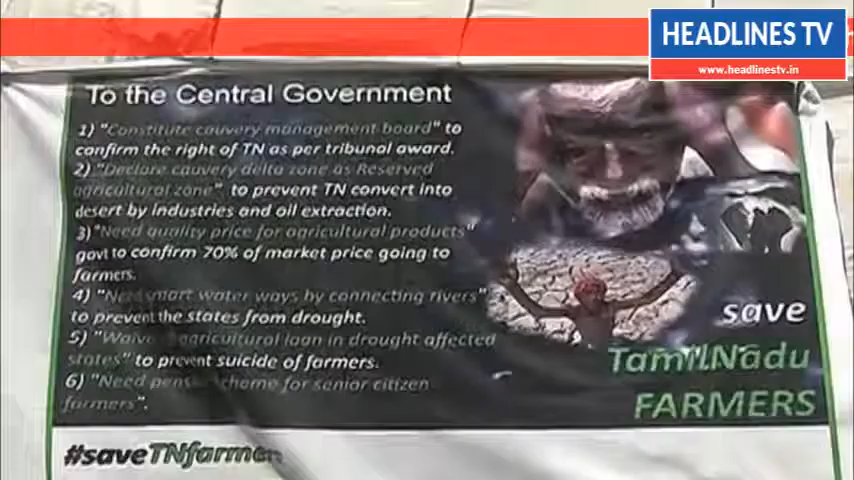 HEADLINES TV
www.headlinestv.in
To the Central Government
1) "Constitute cauvery management board" to
confirm the right of TN as per tribunal award.
2) "Declare cauvery delta zone as Reserved
agricultural zone" to prevent TN convert into
desert by industries and oil extraction.
3) "Need quality price for agricultural products"
govt to confirm 70% of market price going to
farmers.
4) "Need smart water ways by connecting rivers"
to prevent the states from drought.
5) "Waive agricultural loan in drought affected
states" to prevent suicide of farmers.
6) "Need scheme for senior citizen
farmers".
save
TamilNadu
FARMERS
#saveTNfarmer